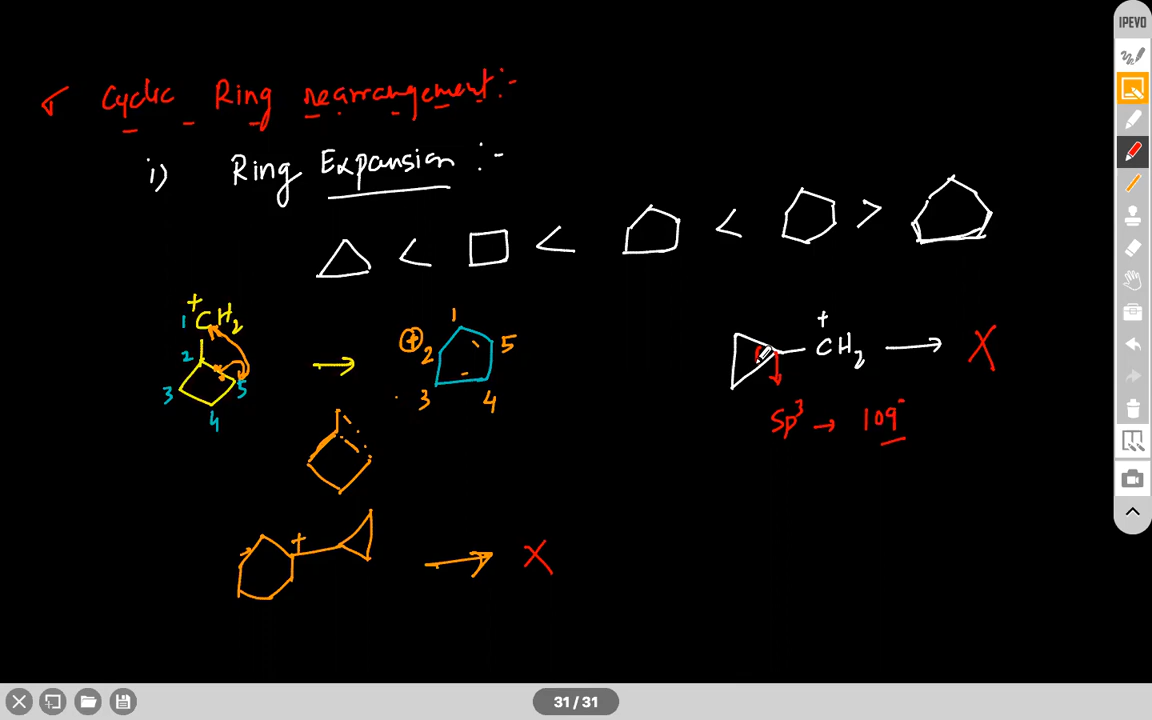 IPEVO
Cyclic Ring rearrangement :-
i) Ring Expansion :-
< < < >
+
1 CH2
2
3
5
4
→
1
+ 2
5
3
4
+
CH2 → X
Sp3 → 109°
+
→ X
31 / 31